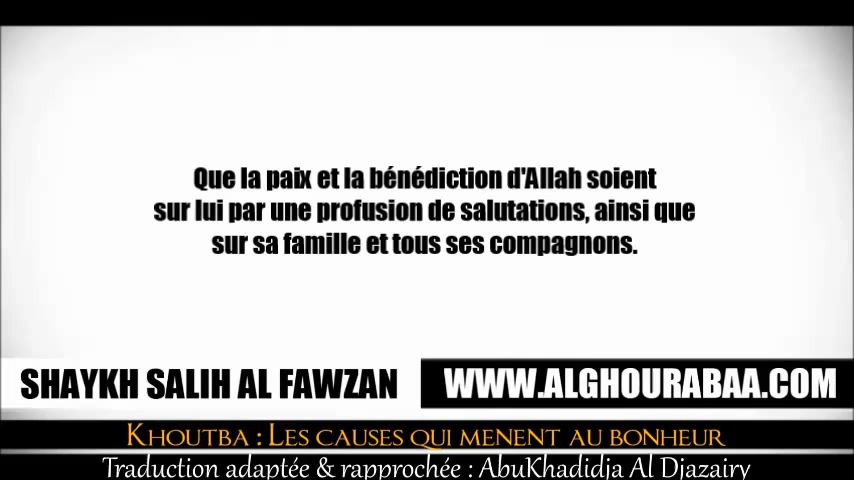 Que la paix et la bénédiction d'Allah soient
sur lui par une profusion de salutations, ainsi que
sur sa famille et tous ses compagnons.
SHAYKH SALIH AL FAWZAN
WWW.ALGHOURABAA.COM
KHOUTBA : LES CAUSES QUI MENENT AU BONHEUR
Traduction adaptée & rapprochée : AbuKhadidja Al Djazairy